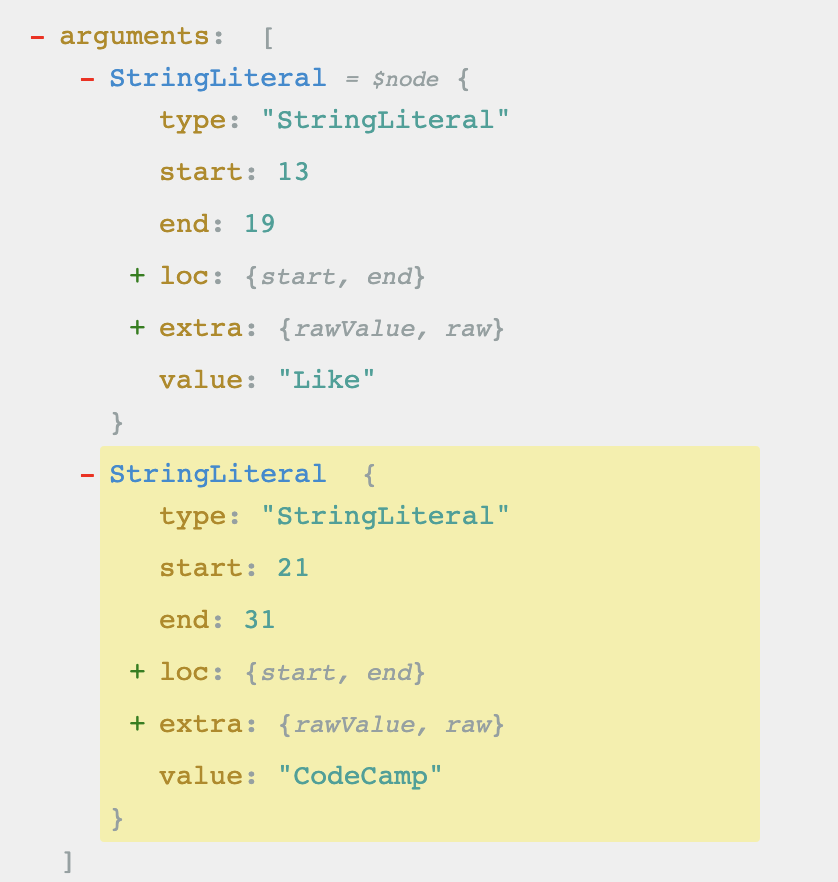 - arguments: [
- StringLiteral = $node {
type: "StringLiteral"
start: 13
end: 19
+ loc: {start, end}
+ extra: {rawValue, raw}
value: "Like"
}
- StringLiteral {
type: "StringLiteral"
start: 21
end: 31
+ loc: {start, end}
+ extra: {rawValue, raw}
value: "CodeCamp"
}
]